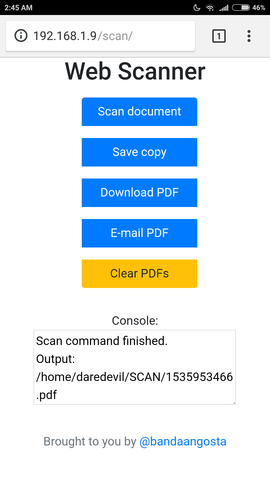 2:45 AM 46%
192.168.1.9/scan/ 1
Web Scanner
Scan document
Save copy
Download PDF
E-mail PDF
Clear PDFs
Console:
Scan command finished.
Output:
/home/daredevil/SCAN/1535953466
.pdf
Brought to you by @bandaangosta